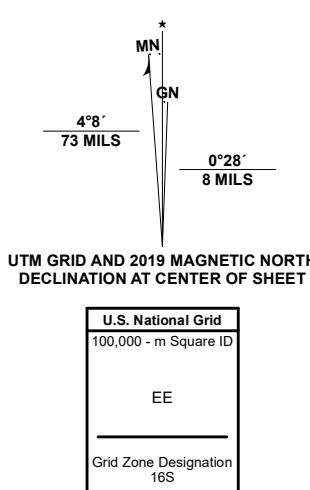 ★
MN
GN
4°8´
73 MILS
0°28´
8 MILS
UTM GRID AND 2019 MAGNETIC NORTH
DECLINATION AT CENTER OF SHEET
U.S. National Grid
100,000 - m Square ID
EE
Grid Zone Designation
16S